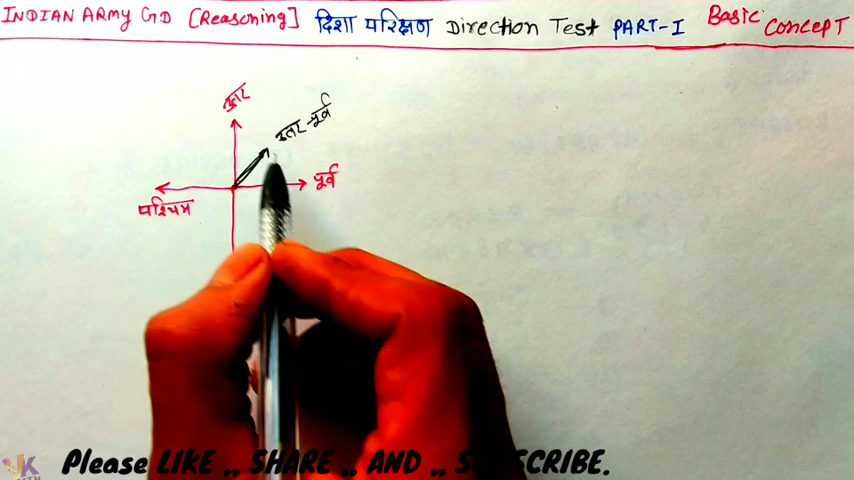 INDIAN ARMY GD [Reasoning] दिशा परिक्षण Direction Test PART-I Basic Concept
उत्तर
उत्तर-पूर्व
पूर्व
पश्चिम
Please LIKE ,, SHARE ,, AND ,, S SCRIBE.